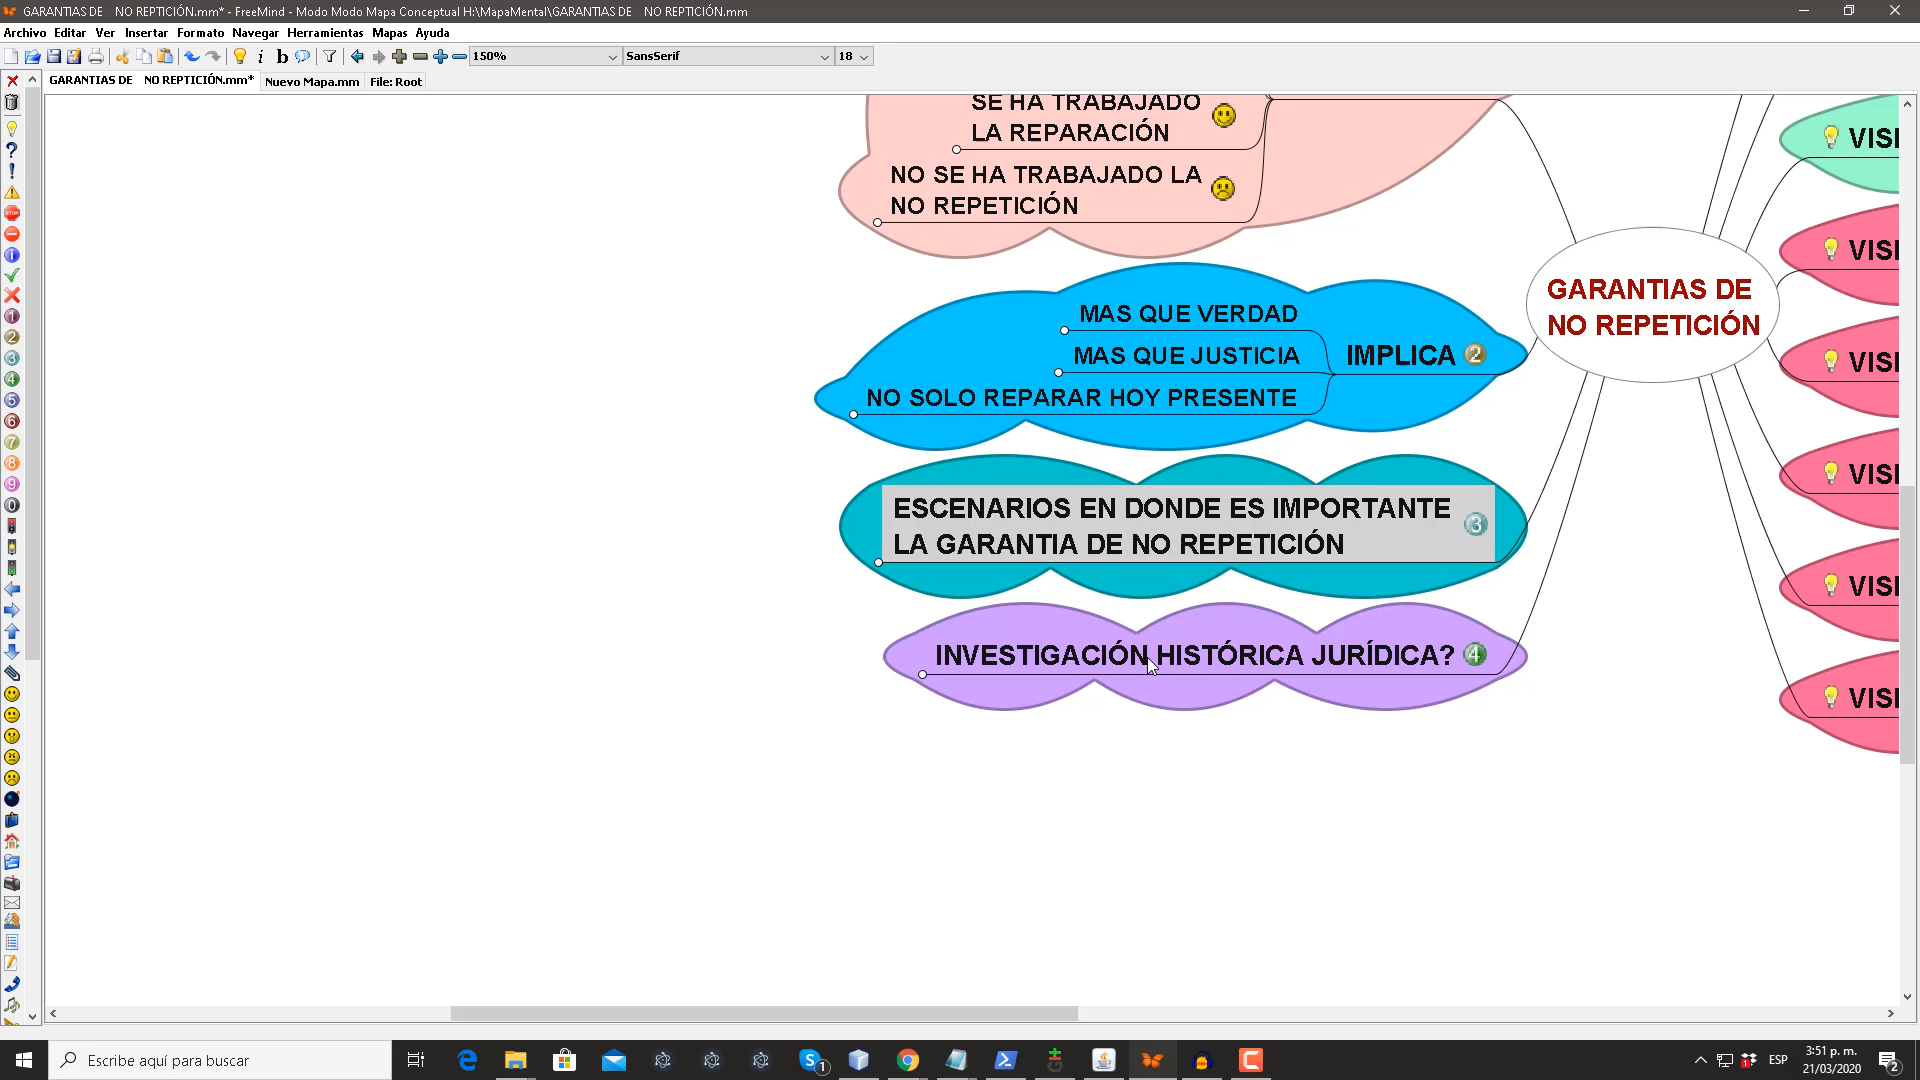 GARANTIAS DE    NO REPTICIÓN.mm* - FreeMind - Modo Modo Mapa Conceptual H:\MapaMental\GARANTIAS DE    NO REPTICIÓN.mm
Archivo Editar Ver Insertar Formato Navegar Herramientas Mapas Ayuda
150% SansSerif 18
GARANTIAS DE    NO REPTICIÓN.mm* Nuevo Mapa.mm File: Root
SE HA TRABAJADO
LA REPARACIÓN
NO SE HA TRABAJADO LA
NO REPETICIÓN
MAS QUE VERDAD
MAS QUE JUSTICIA
NO SOLO REPARAR HOY PRESENTE
IMPLICA 2
ESCENARIOS EN DONDE ES IMPORTANTE
LA GARANTIA DE NO REPETICIÓN
3
INVESTIGACIÓN HISTÓRICA JURÍDICA? 4
GARANTIAS DE
NO REPETICIÓN
VISI
VISI
VISI
VISI
VISI
VISI
Escribe aquí para buscar
ESP
3:51 p. m.
21/03/2020